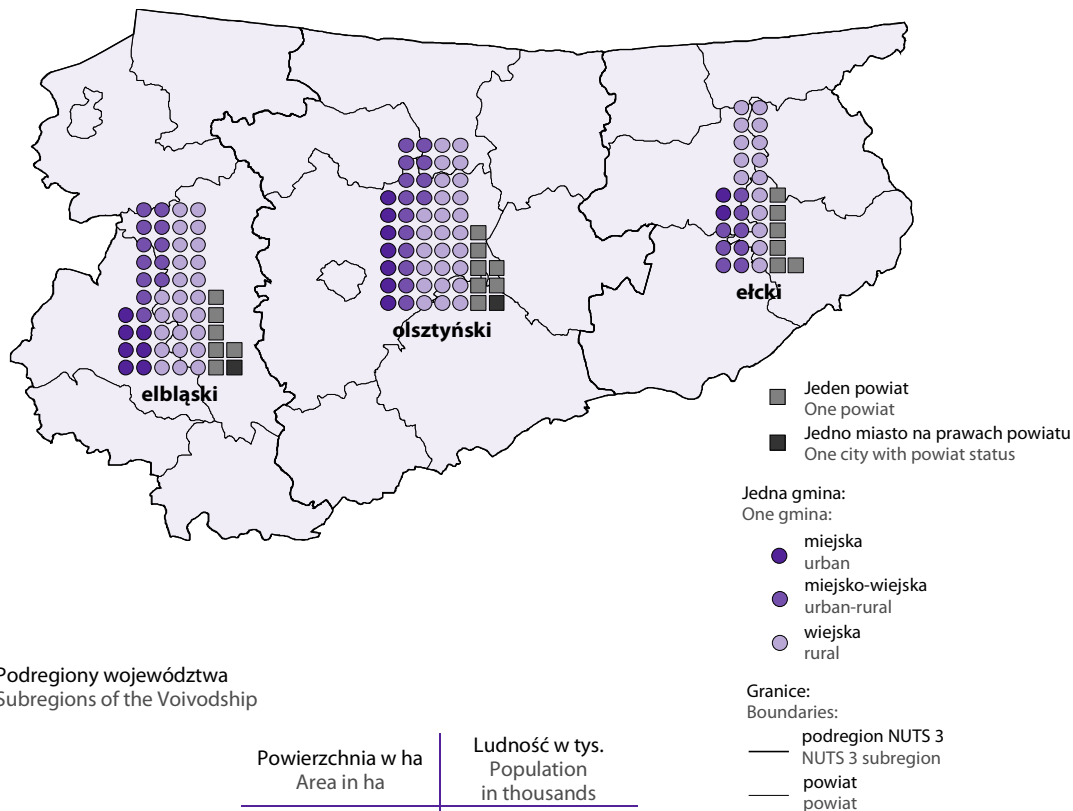 olsztyński
ełcki
elbląski
Jeden powiat
One powiat
Jedno miasto na prawach powiatu
One city with powiat status
Jedna gmina:
One gmina:
miejska
urban
miejsko-wiejska
urban-rural
wiejska
rural
Podregiony województwa
Subregions of the Voivodship
Granice:
Boundaries:
podregion NUTS 3
NUTS 3 subregion
powiat
powiat
Powierzchnia w ha
Area in ha
Ludność w tys.
Population
in thousands